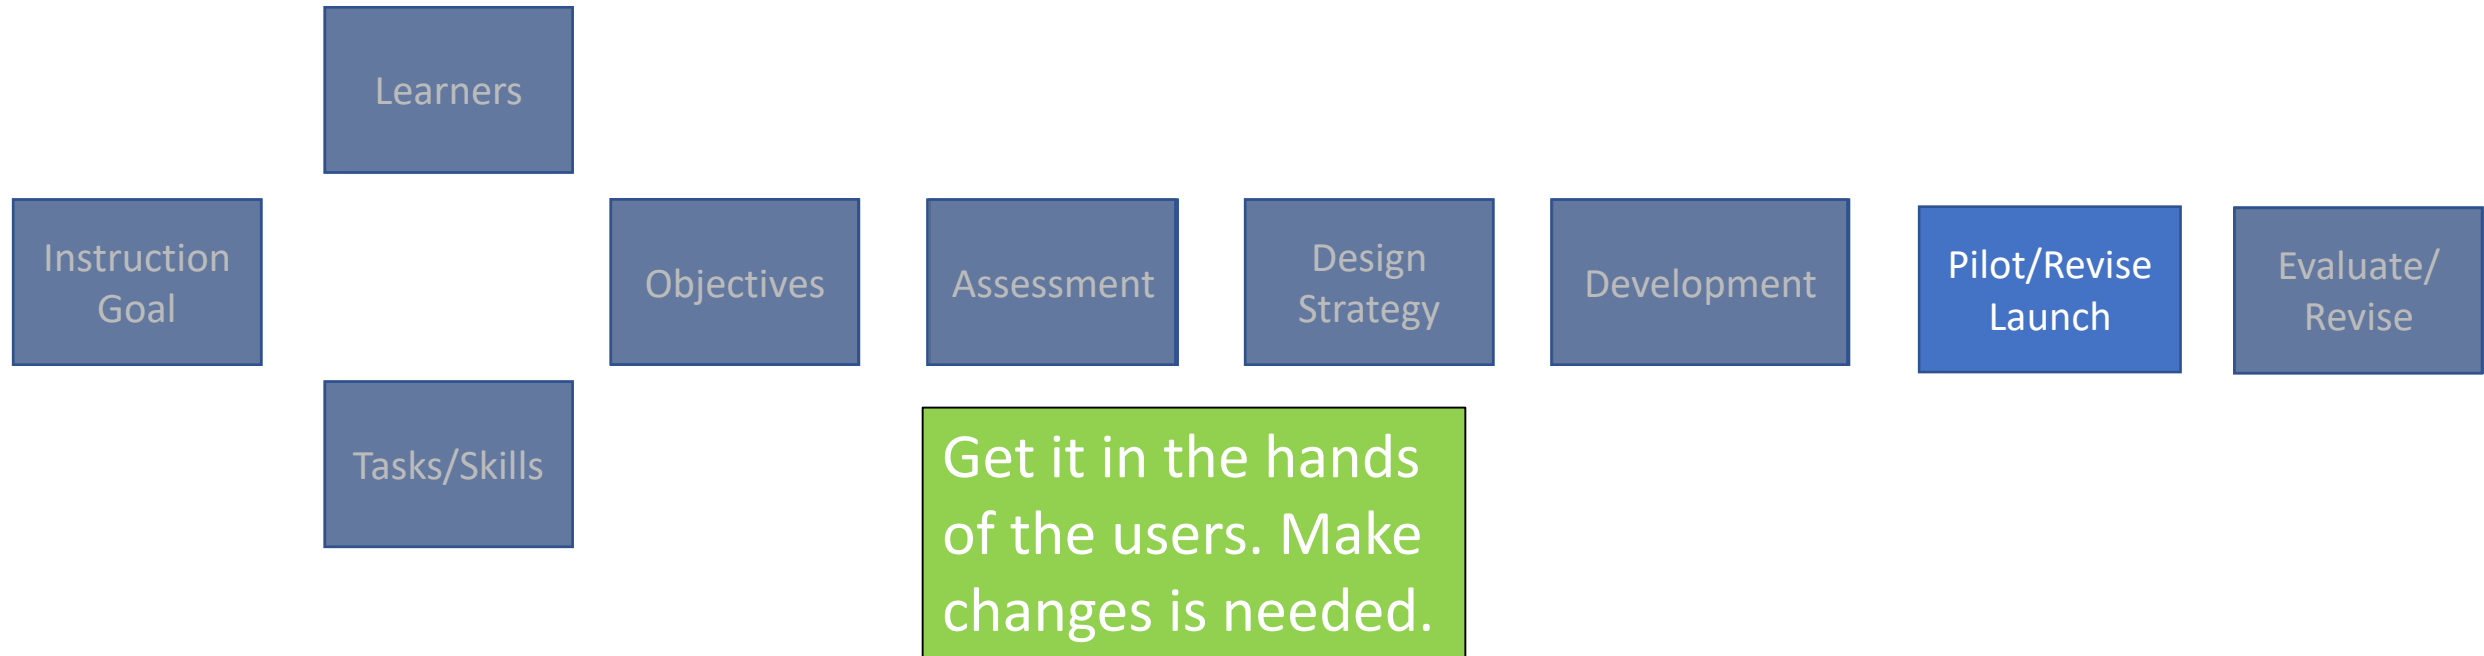 Learners
Instruction
Goal
Objectives
Assessment
Design
Strategy
Development
Pilot/Revise
Launch
Evaluate/
Revise
Tasks/Skills
Get it in the hands
of the users. Make
changes is needed.